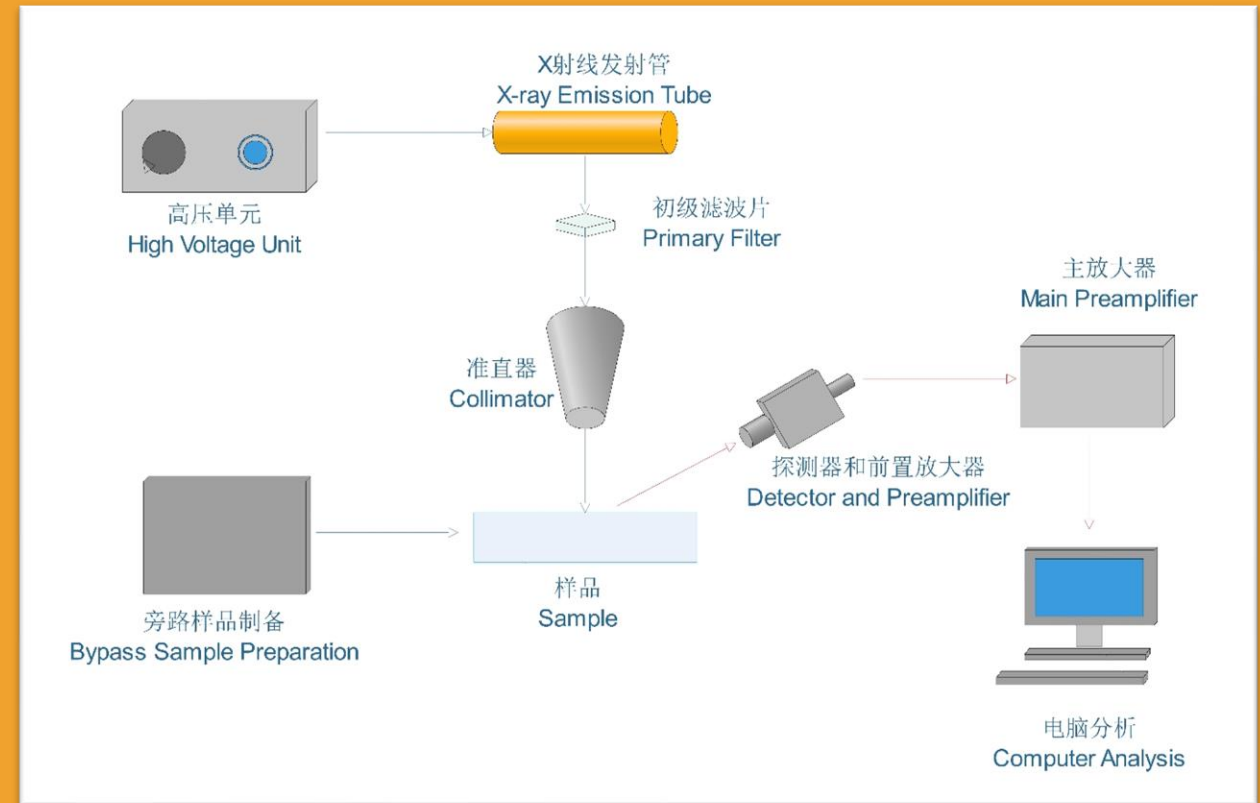 X射线发射管
X-ray Emission Tube
高压单元
High Voltage Unit
初级滤波片
Primary Filter
主放大器
Main Preamplifier
准直器
Collimator
探测器和前置放大器
Detector and Preamplifier
旁路样品制备
Bypass Sample Preparation
样品
Sample
电脑分析
Computer Analysis